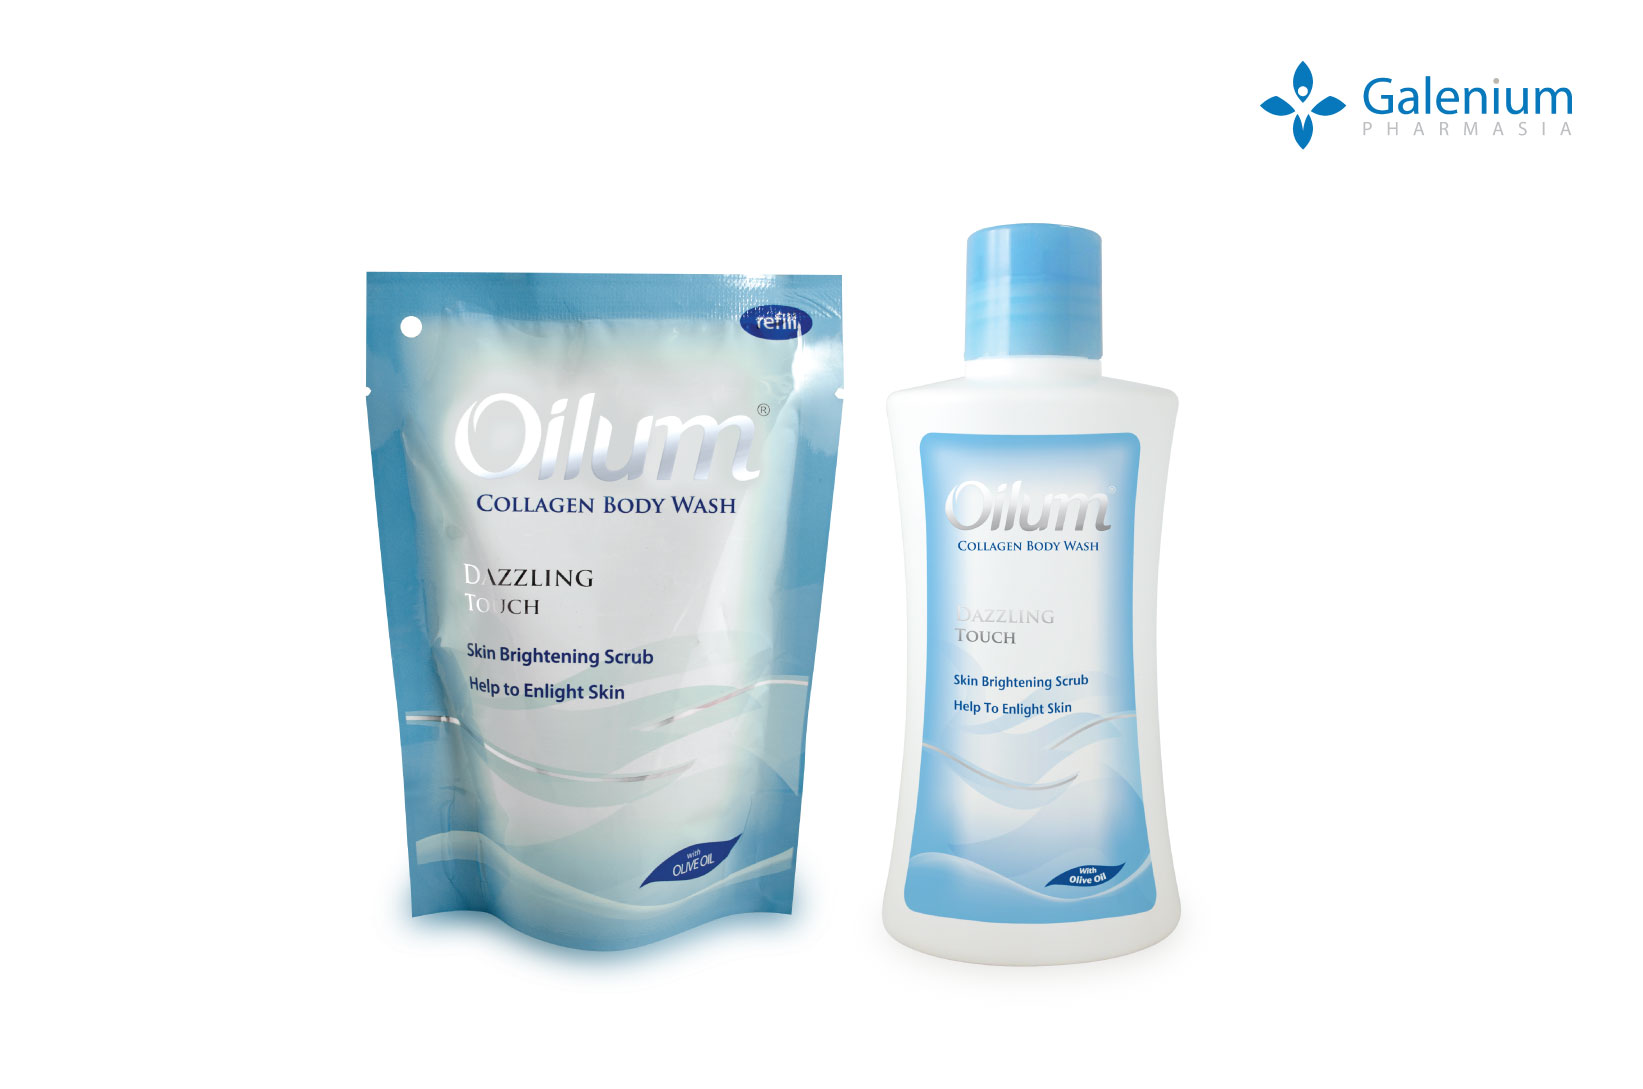 Galenium
PHARMASIA
refill
Oilum®
COLLAGEN BODY WASH
DAZZLING
TOUCH
Skin Brightening Scrub
Help to Enlight Skin
with
OLIVE OIL
Oilum®
COLLAGEN BODY WASH
DAZZLING
TOUCH
Skin Brightening Scrub
Help To Enlight Skin
With
Olive Oil